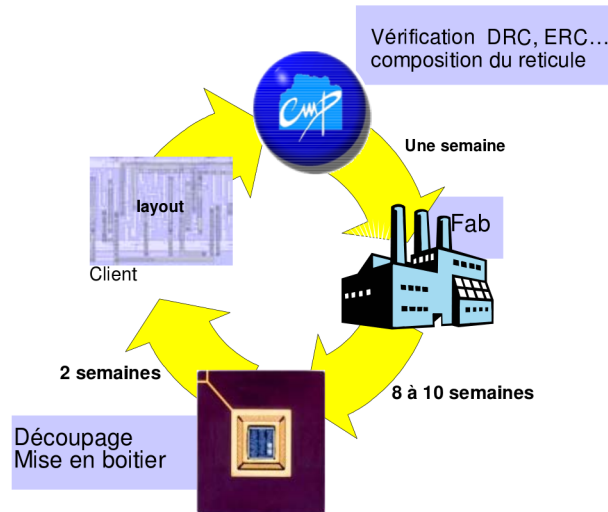 Vérification DRC, ERC…
composition du reticule
cmp
Une semaine
layout
Fab
Client
2 semaines
8 à 10 semaines
Découpage
Mise en boitier